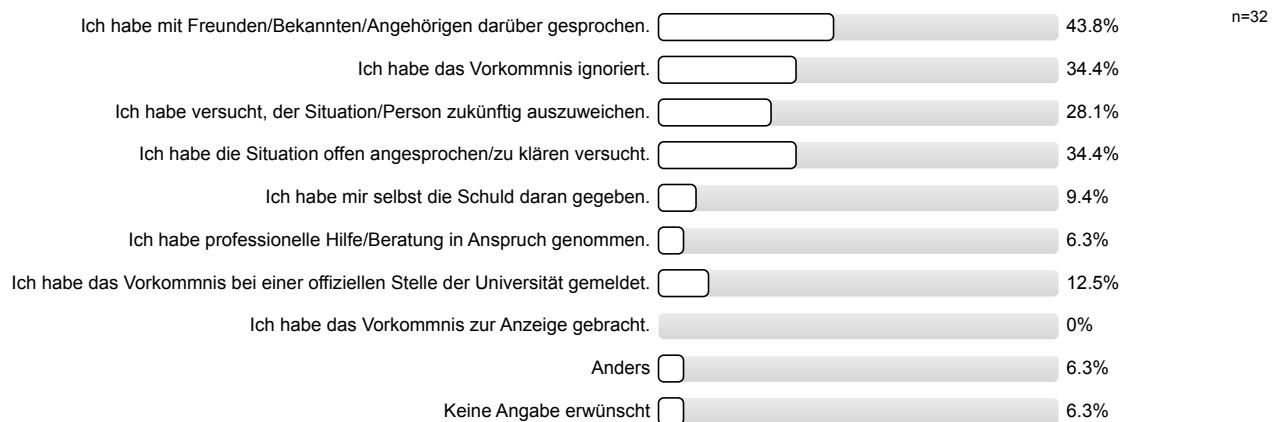 Ich habe mit Freunden/Bekannten/Angehörigen darüber gesprochen. 43.8% n=32
Ich habe das Vorkommnis ignoriert. 34.4%
Ich habe versucht, der Situation/Person zukünftig auszuweichen. 28.1%
Ich habe die Situation offen angesprochen/zu klären versucht. 34.4%
Ich habe mir selbst die Schuld daran gegeben. 9.4%
Ich habe professionelle Hilfe/Beratung in Anspruch genommen. 6.3%
Ich habe das Vorkommmnis bei einer offiziellen Stelle der Universität gemeldet. 12.5%
Ich habe das Vorkommnis zur Anzeige gebracht. 0%
Anders 6.3%
Keine Angabe erwünscht 6.3%